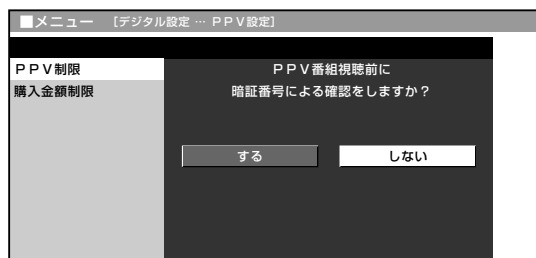 ■メニュー [デジタル設定 … PPV設定]
PPV制限
購入金額制限
PPV番組視聴前に
暗証番号による確認をしますか?
する
しない